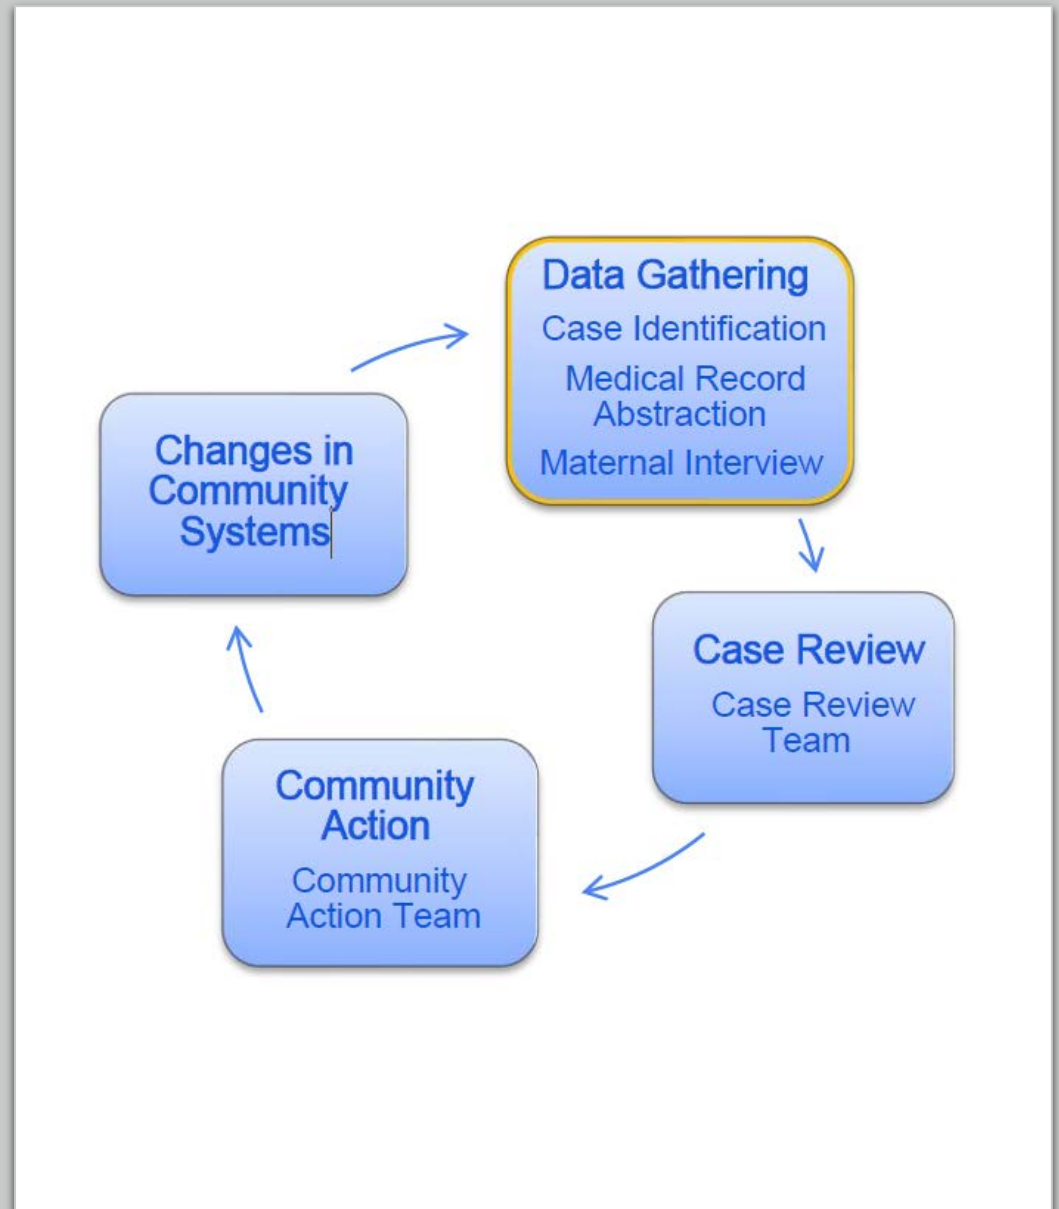 Data Gathering
Case Identification
Medical Record
Abstraction
Maternal Interview
Case Review
Case Review
Team
Community
Action
Community
Action Team
Changes in
Community
Systems